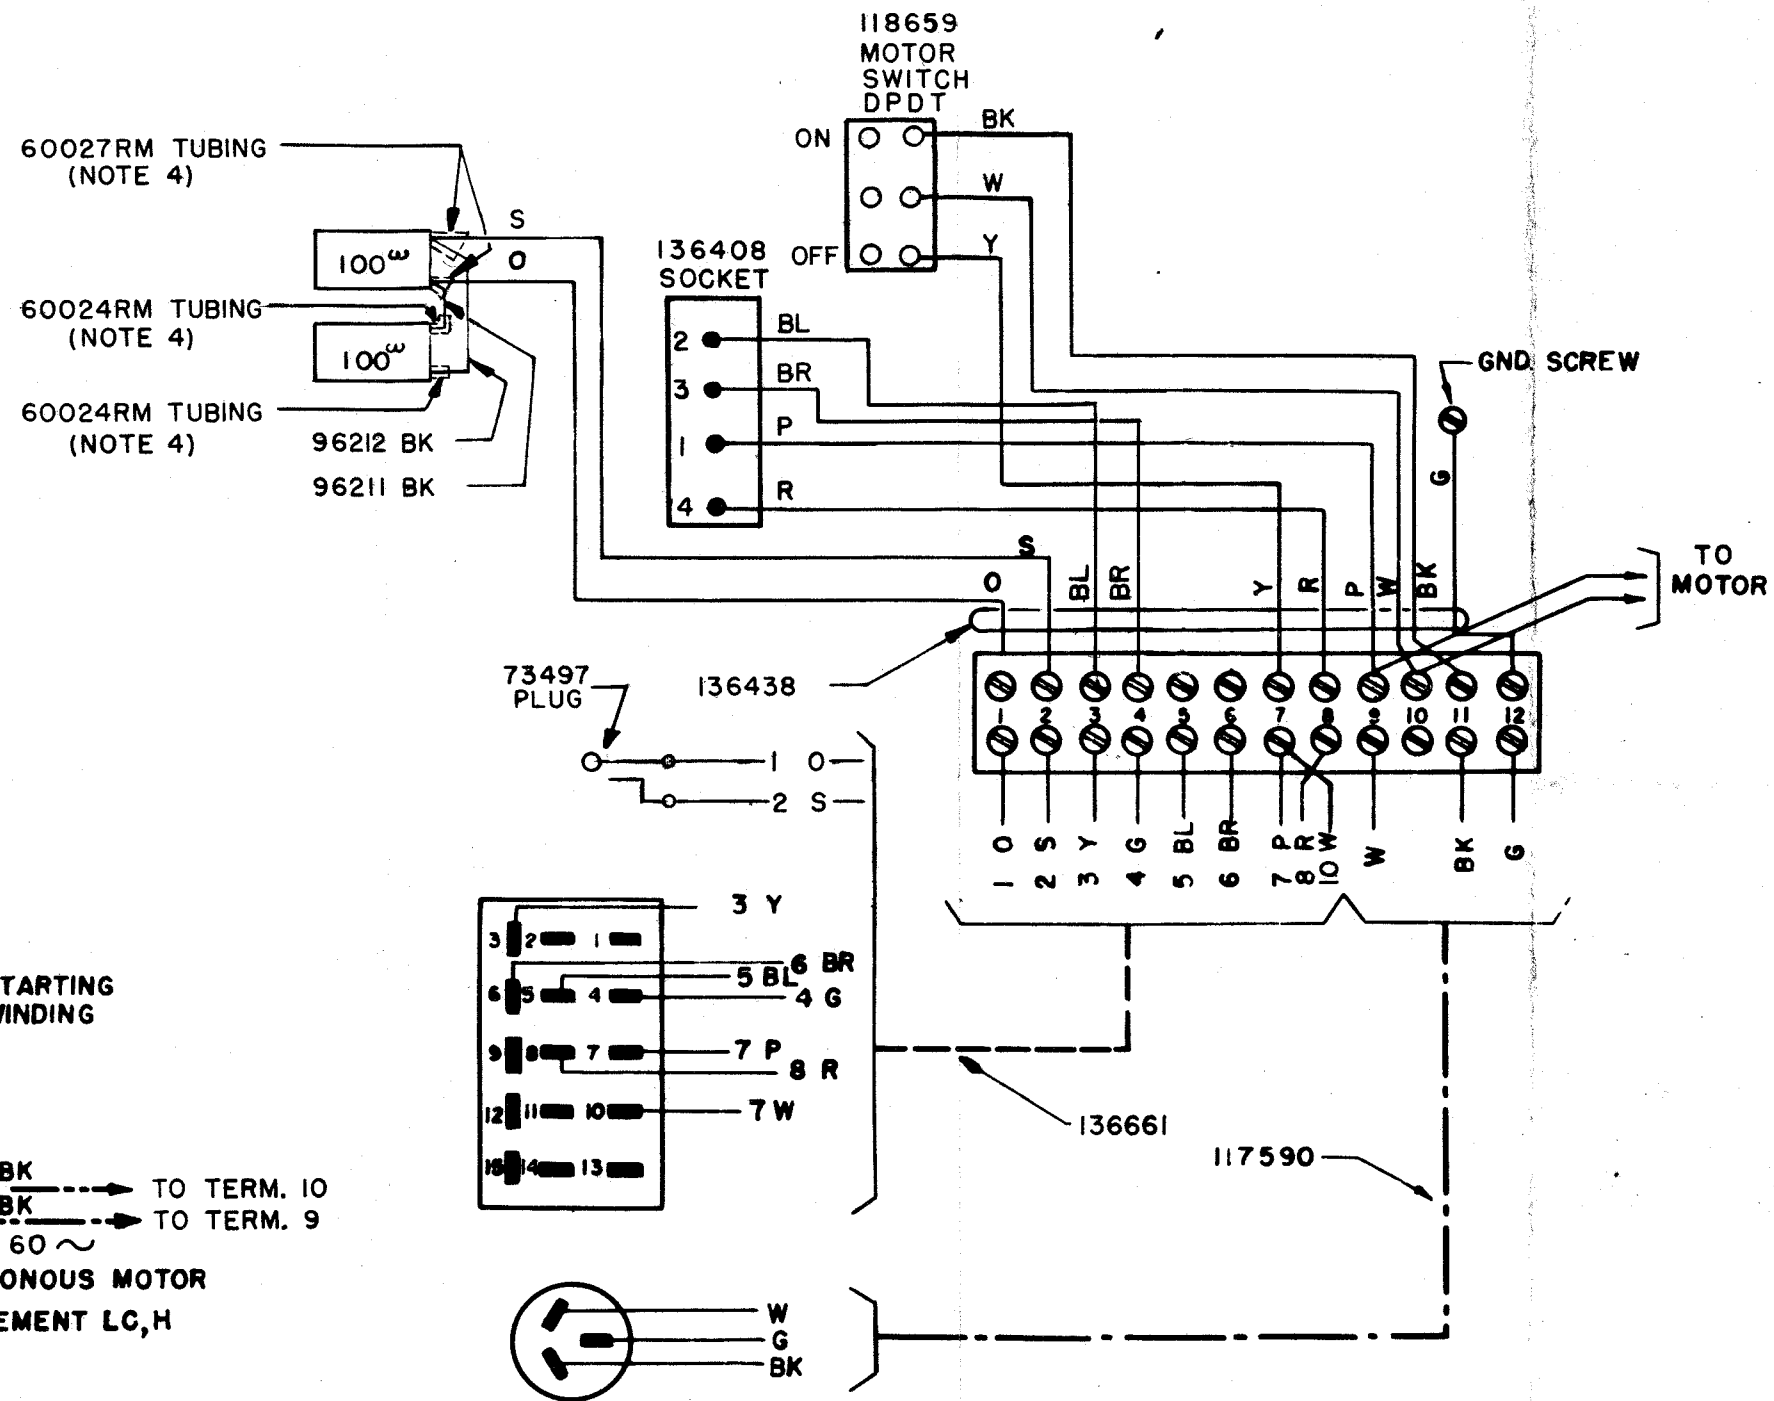 118659
MOTOR
SWITCH
DPDT
ON
OFF
BK
W
Y
60027RM TUBING
(NOTE 4)
S
O
100ω
60024RM TUBING
(NOTE 4)
100ω
60024RM TUBING
(NOTE 4)
96212 BK
96211 BK
136408
SOCKET
2 BL
3 BR
1 P
4 R
GND. SCREW
G
TO
MOTOR
S
O
BL
BR
Y
R
P
W
BK
136438
1 2 3 4 5 6 7 8 9 10 11 12
73497
PLUG
1 O
2 S
1 O
2 S
3 Y
4 G
5 BL
6 BR
7 P
8 R
10 W
W
BK
G
3 Y
3 2 1
6 BR
5 BL
6 5 4
4 G
9 8 7
7 P
8 R
12 11 10
7 W
15 14 13
136661
117590
TARTING
INDING
BK
TO TERM. 10
BK
TO TERM. 9
60 ~
ONOUS MOTOR
EMENT LC,H
W
G
BK